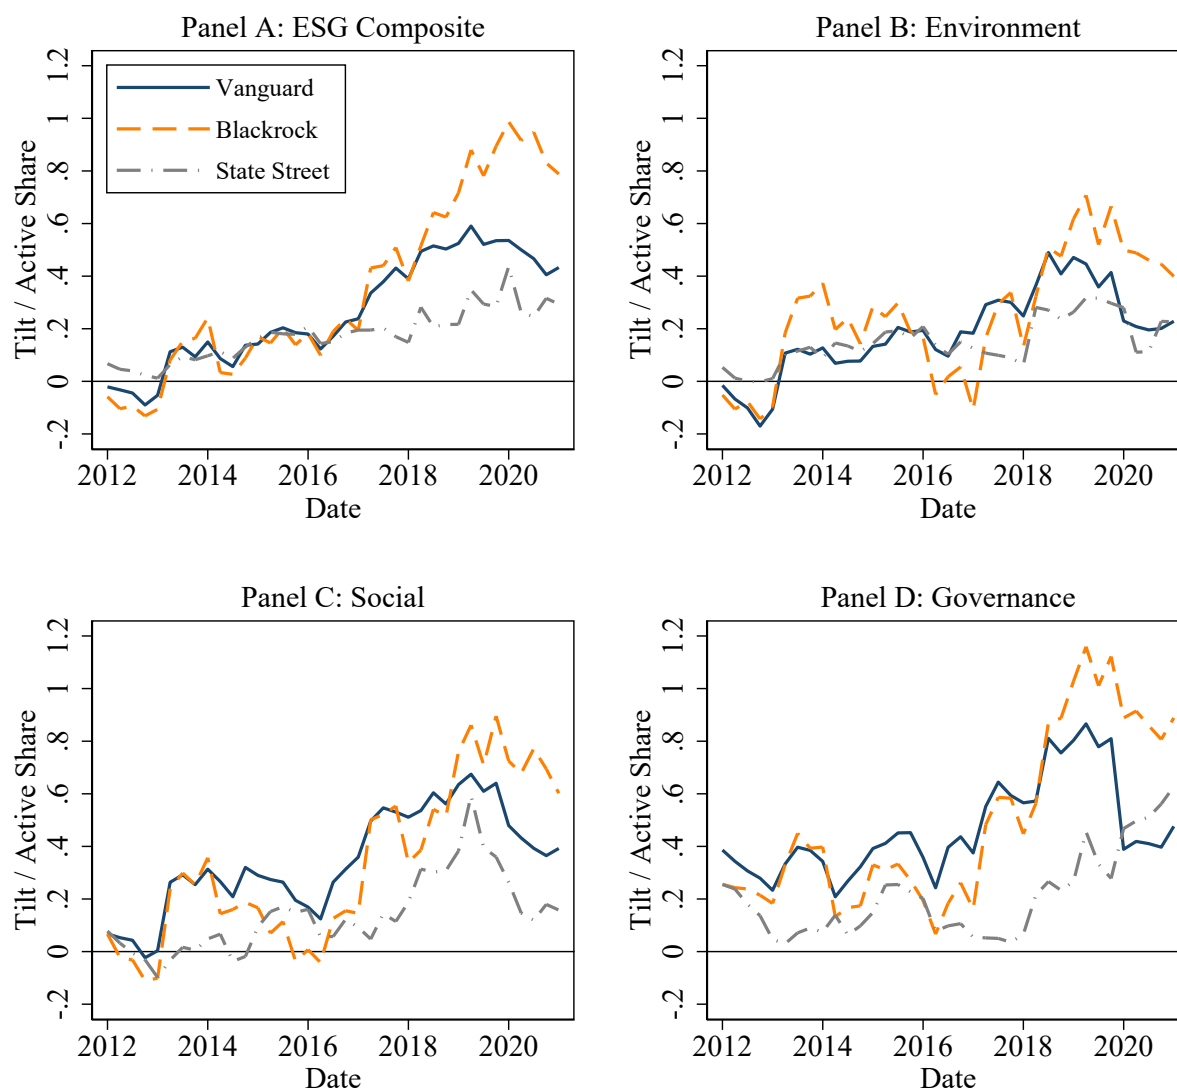 Panel A: ESG Composite
Tilt / Active Share
1.2
1
.8
.6
.4
.2
0
-.2
Vanguard
Blackrock
State Street
2012 2014 2016 2018 2020
Date
Panel B: Environment
Tilt / Active Share
1.2
1
.8
.6
.4
.2
0
-.2
2012 2014 2016 2018 2020
Date
Panel C: Social
Tilt / Active Share
1.2
1
.8
.6
.4
.2
0
-.2
2012 2014 2016 2018 2020
Date
Panel D: Governance
Tilt / Active Share
1.2
1
.8
.6
.4
.2
0
-.2
2012 2014 2016 2018 2020
Date